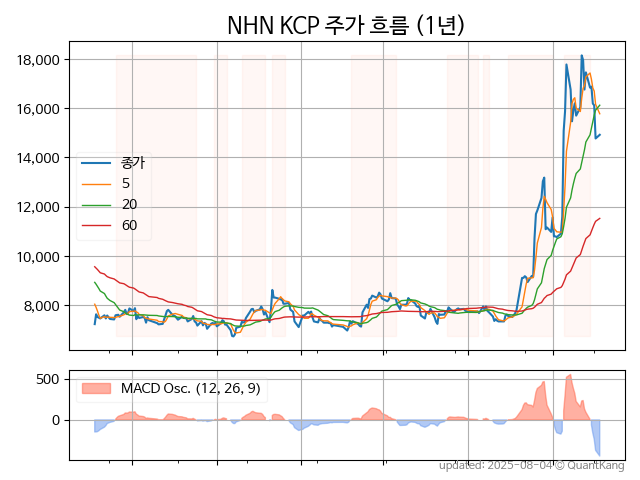 NHN KCP 주가 흐름 (1년)
18,000
16,000
14,000
12,000
10,000
8,000
종가
5
20
60
500
0
MACD Osc. (12, 26, 9)
updated: 2025-08-04 © QuantKang